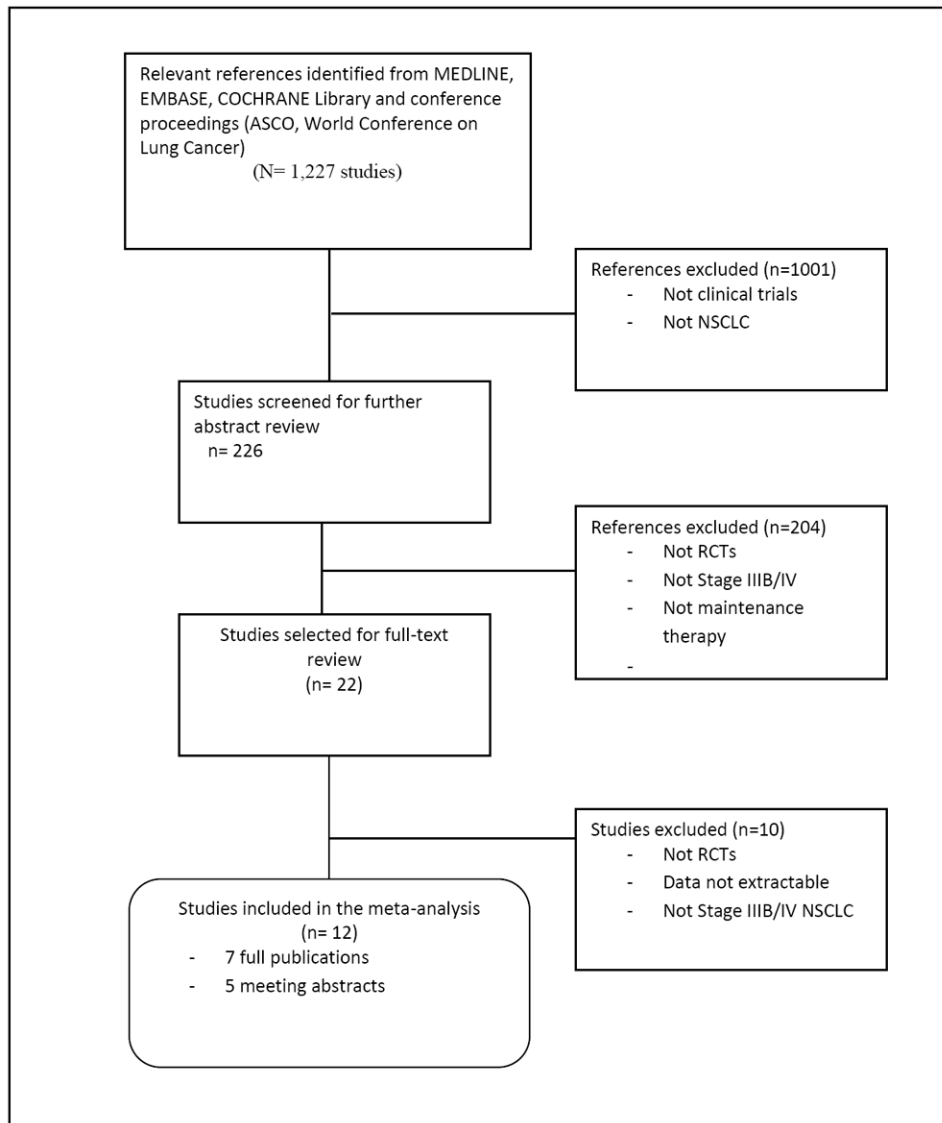 Relevant references identified from MEDLINE,
EMBASE, COCHRANE Library and conference
proceedings (ASCO, World Conference on
Lung Cancer)
(N= 1,227 studies)
References excluded (n=1001)
- Not clinical trials
- Not NSCLC
Studies screened for further
abstract review
n= 226
References excluded (n=204)
- Not RCTs
- Not Stage IIIB/IV
- Not maintenance
therapy
-
Studies selected for full-text
review
(n= 22)
Studies excluded (n=10)
- Not RCTs
- Data not extractable
- Not Stage IIIB/IV NSCLC
Studies included in the meta-analysis
(n= 12)
- 7 full publications
- 5 meeting abstracts